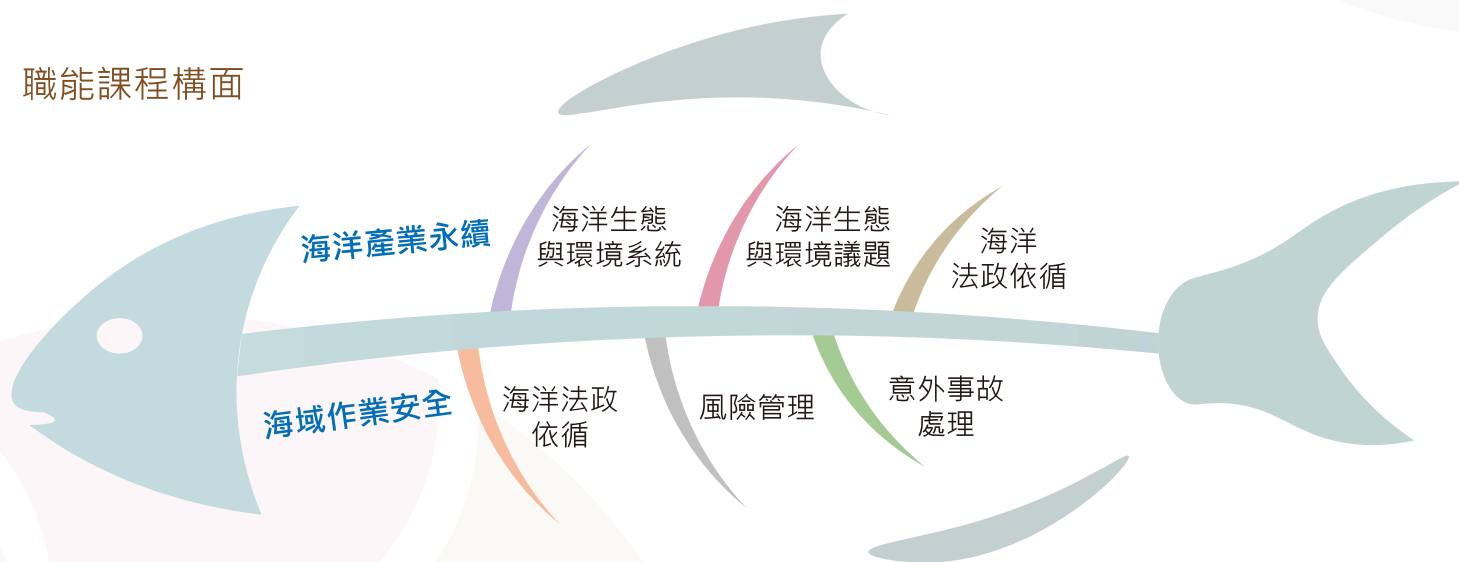 職能課程構面
海洋產業永續
海洋生態
與環境系統
海洋生態
與環境議題
海洋
法政依循
海域作業安全
海洋法政
依循
風險管理
意外事故
處理